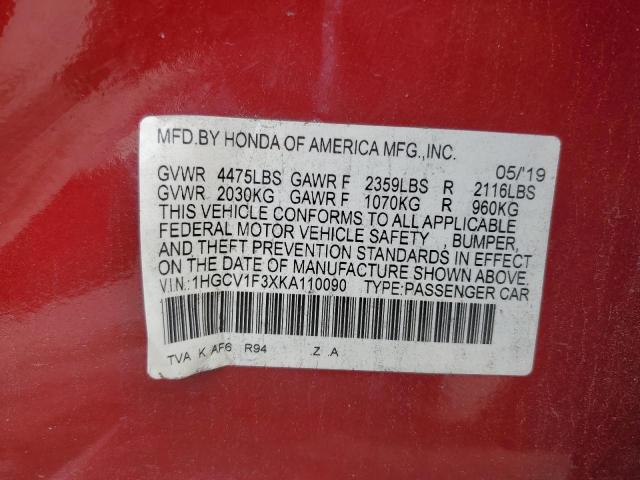 MFD.BY HONDA OF AMERICA MFG.,INC. 05/'19
GVWR 4475LBS GAWR F 2359LBS R 2116LBS
GVWR 2030KG GAWR F 1070KG R 960KG
THIS VEHICLE CONFORMS TO ALL APPLICABLE
FEDERAL MOTOR VEHICLE SAFETY , BUMPER,
AND THEFT PREVENTION STANDARDS IN EFFECT
ON THE DATE OF MANUFACTURE SHOWN ABOVE.
V.I.N.:1HGCV1F3XKA110090 TYPE:PASSENGER CAR
TVA K AF6 R94 .Z .A